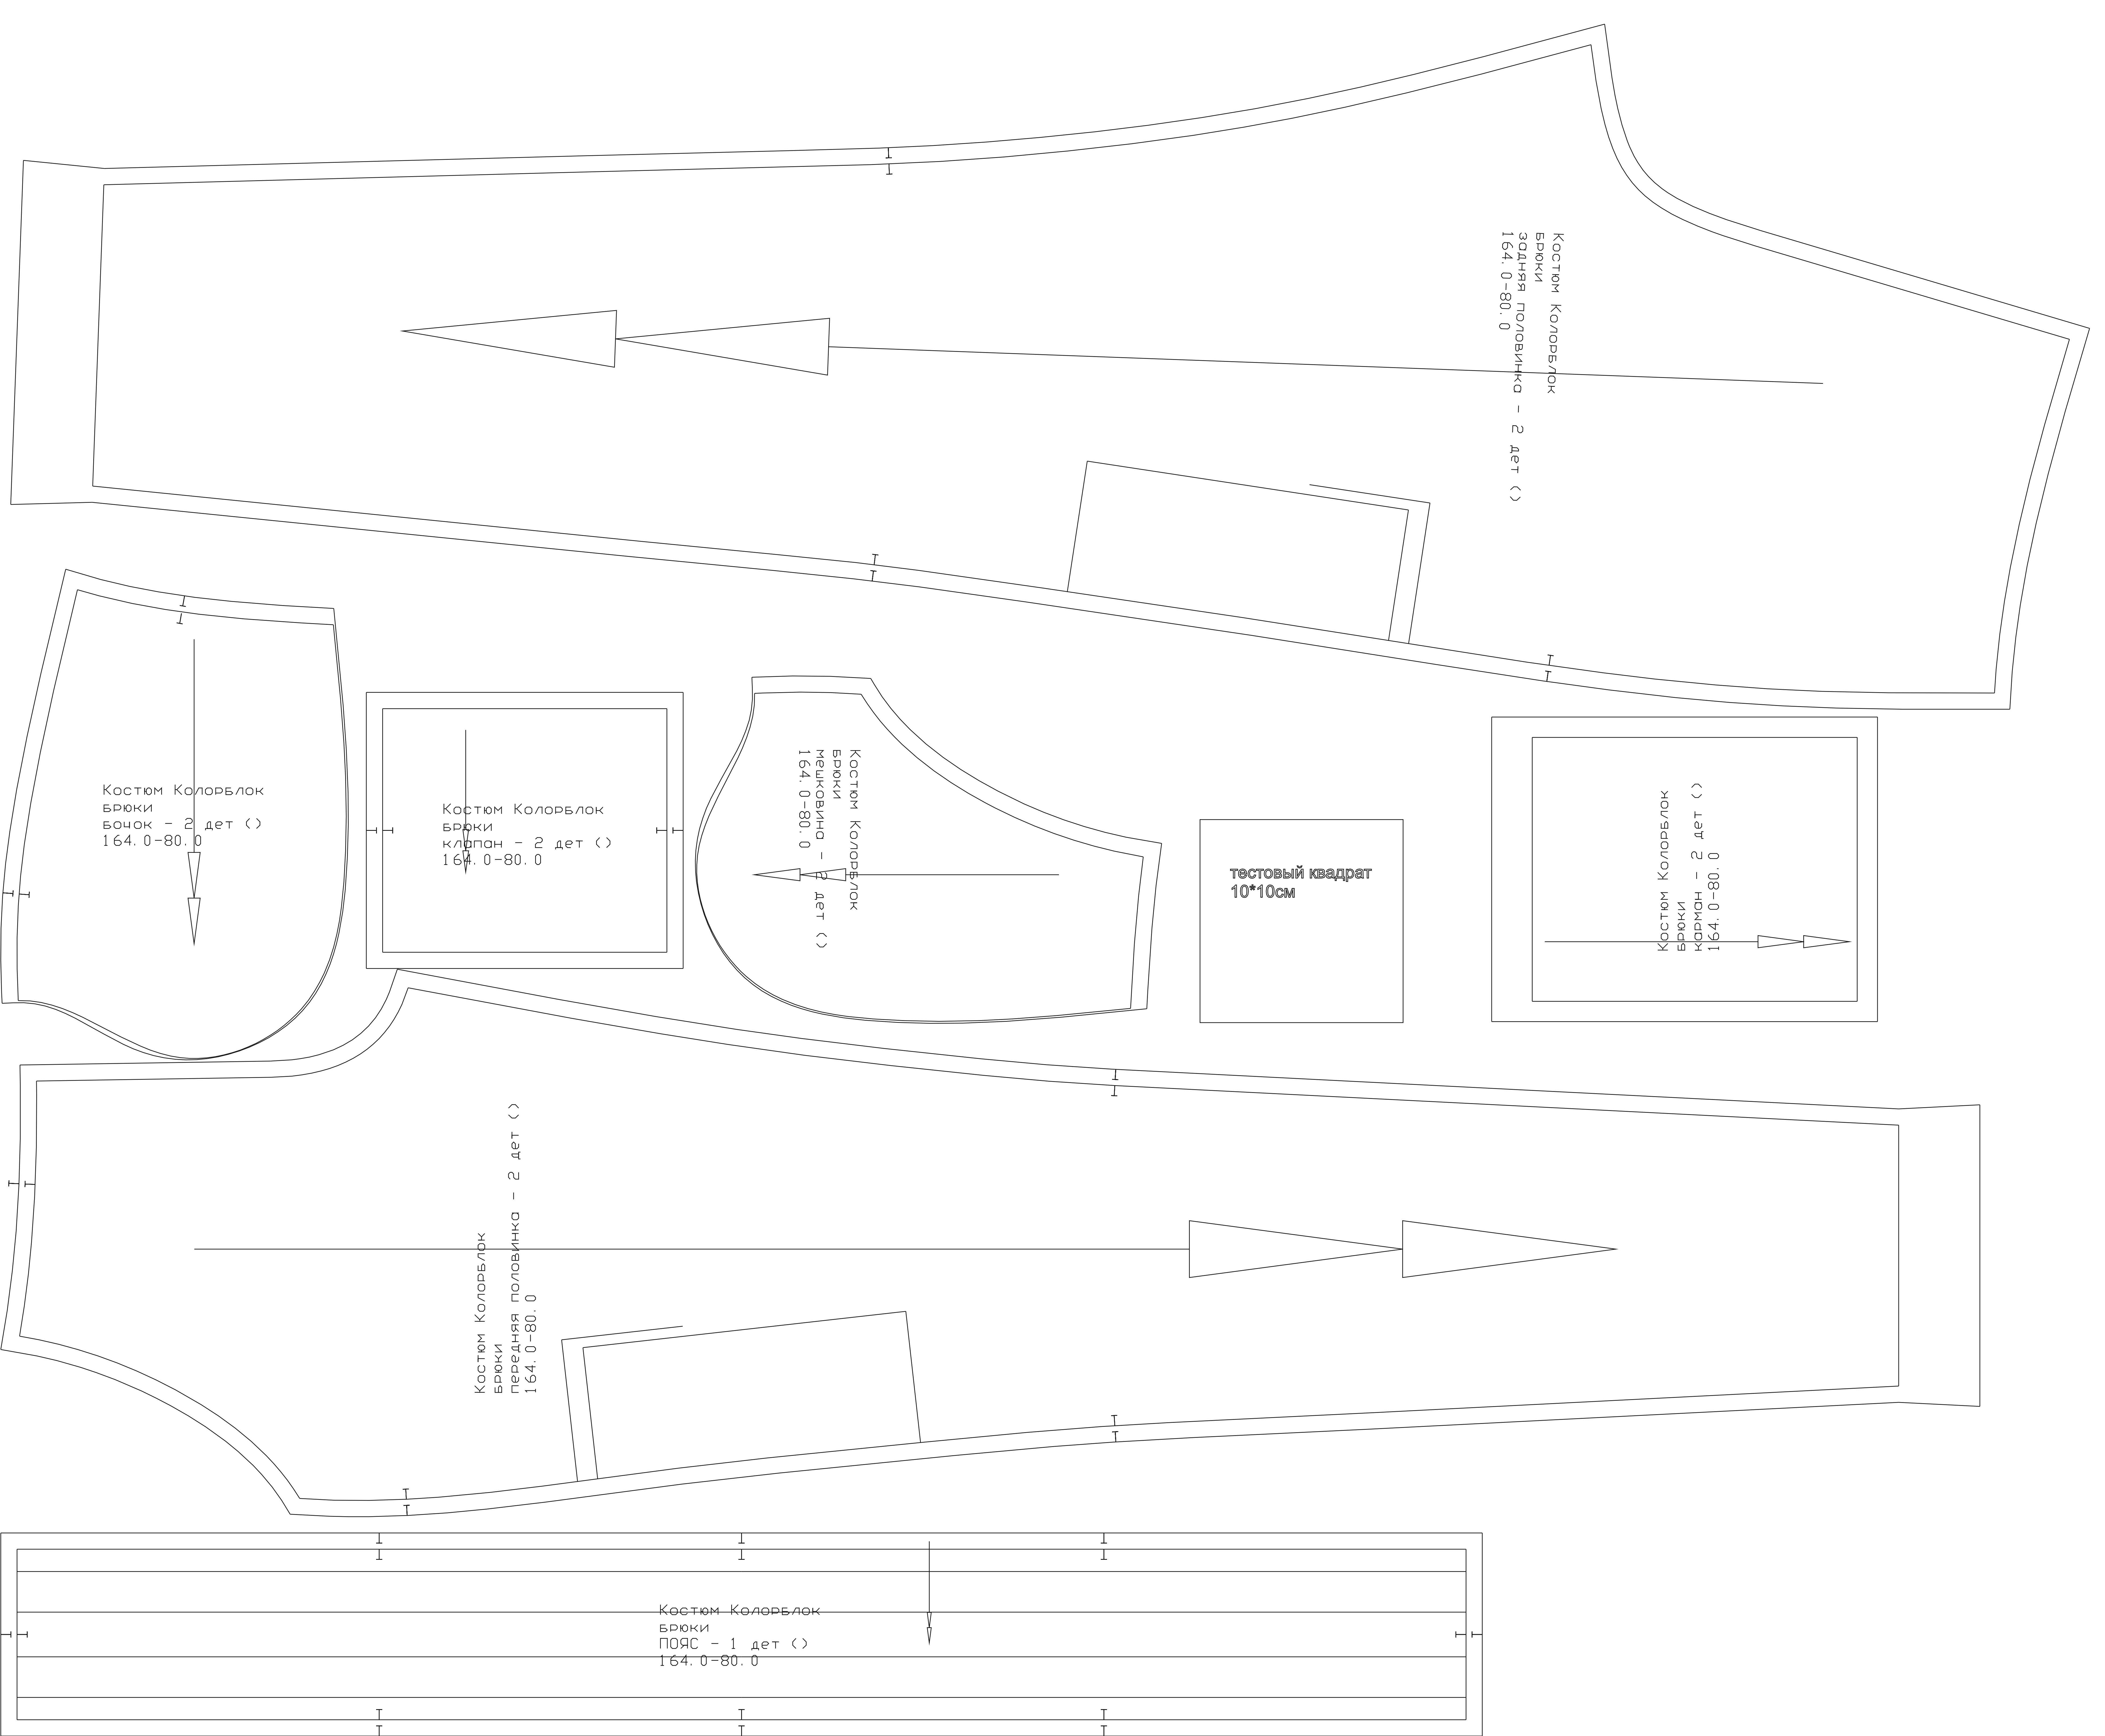 Костюм Колорблок
брюки
задняя половинка - 2 дет ()
164.0-80.0
Костюм Колорблок
брюки
бочок - 2 дет ()
164.0-80.0
Костюм Колорблок
брюки
клапан - 2 дет ()
164.0-80.0
Костюм Колорблок
брюки
мешковина - 2 дет ()
164.0-80.0
тестовый квадрат
10*10см
Костюм Колорблок
брюки
карман - 2 дет ()
164.0-80.0
Костюм Колорблок
брюки
передняя половинка - 2 дет ()
164.0-80.0
Костюм Колорблок
брюки
ПОЯС - 1 дет ()
164.0-80.0